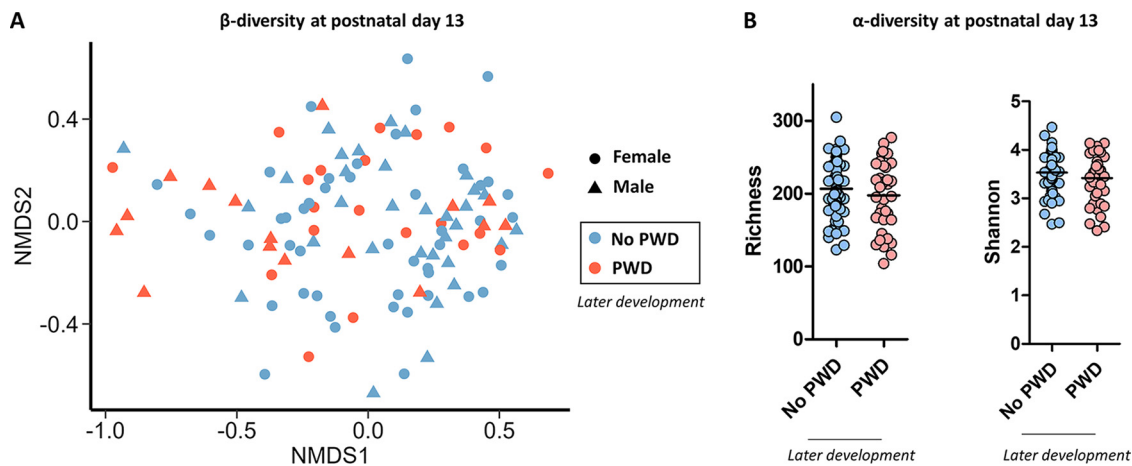 A
β-diversity at postnatal day 13
NMDS2
0.4
0.0
-0.4
-1.0
-0.5
0.0
0.5
NMDS1
Female
Male
No PWD
PWD
Later development
B
α-diversity at postnatal day 13
Richness
300
200
100
0
No PWD
PWD
Later development
Shannon
5
4
3
2
1
0
No PWD
PWD
Later development